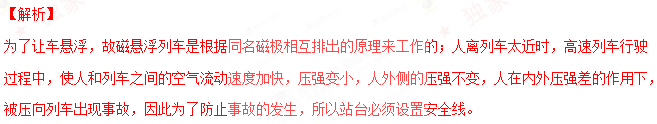 【解析】
为了让车悬浮，故磁悬浮列车是根据同名磁极相互排出的原理来工作的；人离列车太近时，高速列车行驶
过程中，使人和列车之间的空气流动速度加快，压强变小，人外侧的压强不变，人在内外压强差的作用下，
被压向列车出现事故，因此为了防止事故的发生，所以站台必须设置安全线。